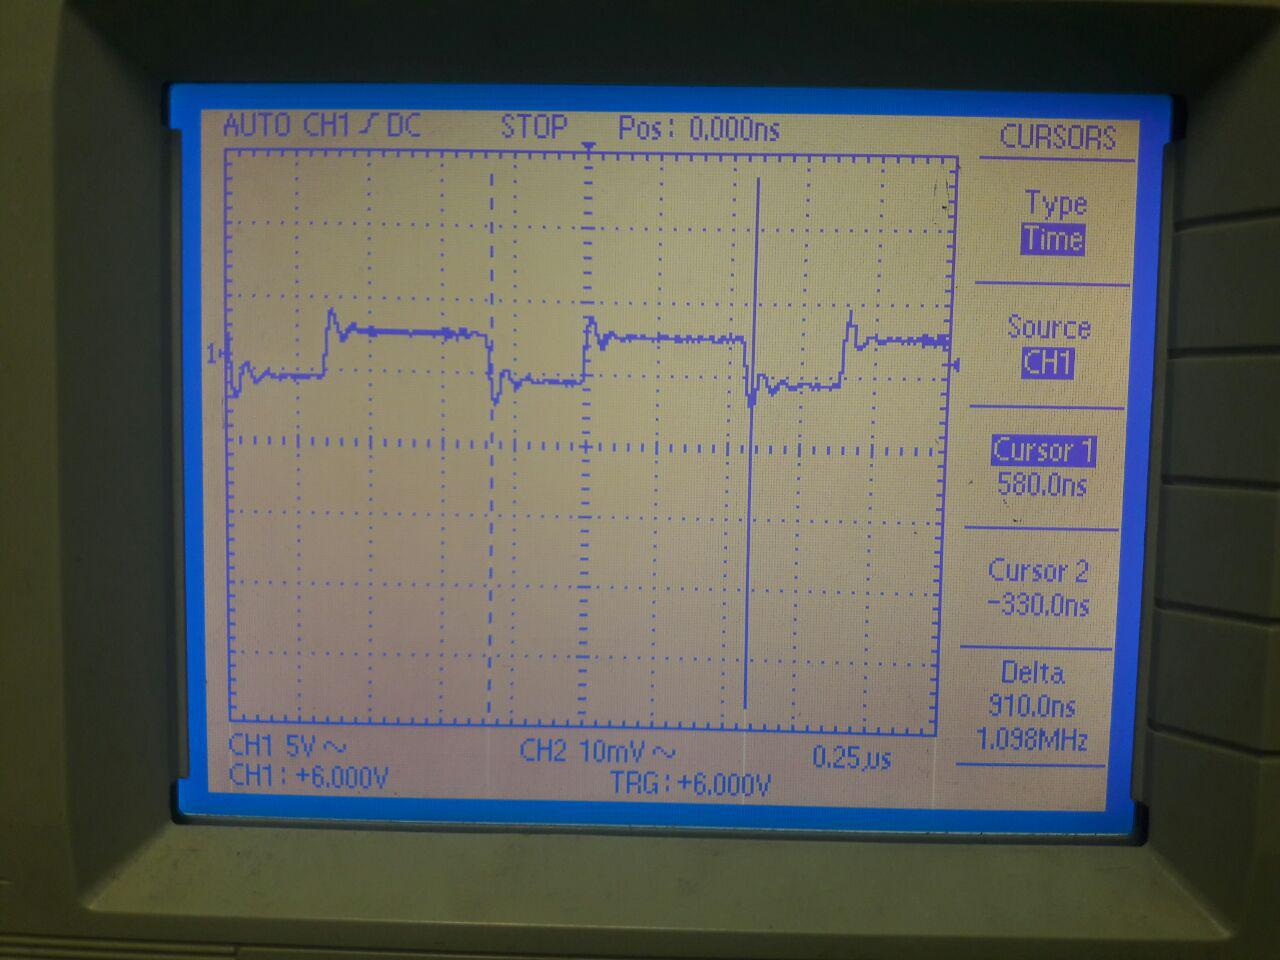 AUTO CH1 ƒ DC STOP Pos: 0.000ns CURSORS
Type
Time
Source
1 CH1
Cursor 1
580.0ns
Cursor 2
-330.0ns
Delta
910.0ns
1.098MHz
CH1 5V ~ CH2 10mV ~ 0.25µs
CH1: +6.000V TRG: +6.000V